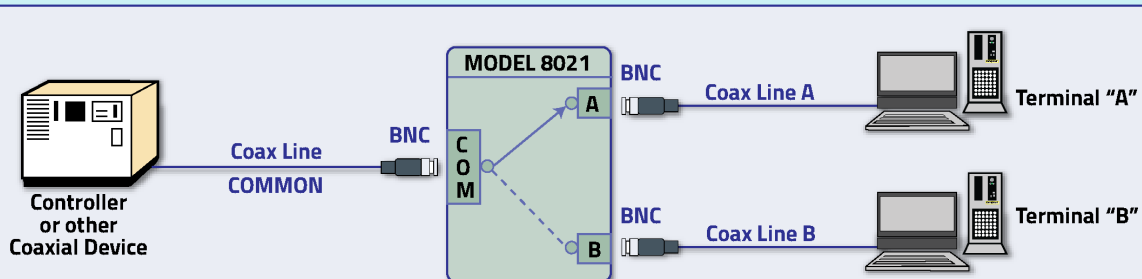 MODEL 8021
BNC
Coax Line A
Terminal “A”
A
BNC
Coax Line
COMMON
COM
Controller
or other
Coaxial Device
BNC
Coax Line B
Terminal “B”
B